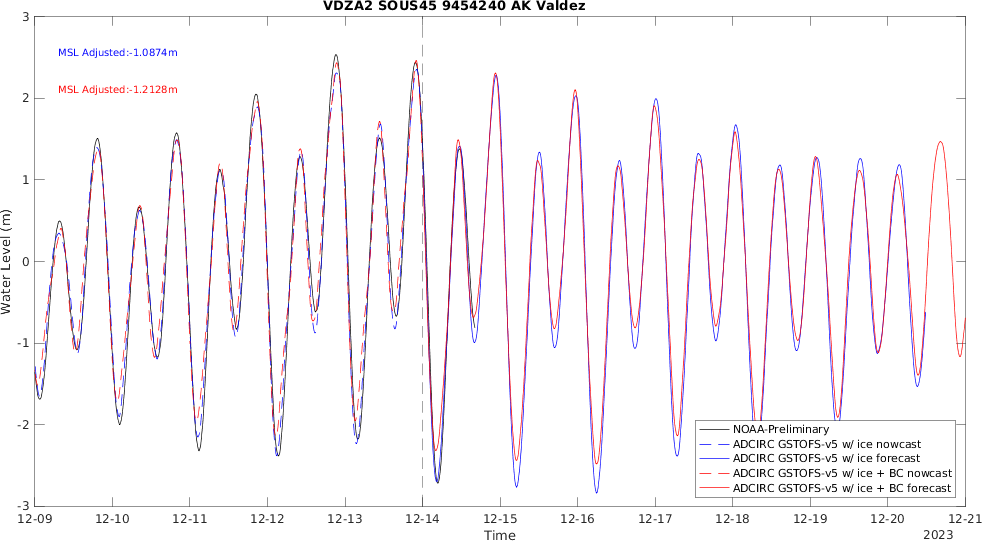 VDZA2 SOUS45 9454240 AK Valdez
MSL Adjusted:-1.0874m
MSL Adjusted:-1.2128m
Water Level (m)
3
2
1
0
-1
-2
-3
NOAA-Preliminary
ADCIRC GSTOFS-v5 w/ ice nowcast
ADCIRC GSTOFS-v5 w/ ice forecast
ADCIRC GSTOFS-v5 w/ ice + BC nowcast
ADCIRC GSTOFS-v5 w/ ice + BC forecast
12-09 12-10 12-11 12-12 12-13 12-14 12-15 12-16 12-17 12-18 12-19 12-20 12-21
Time
2023